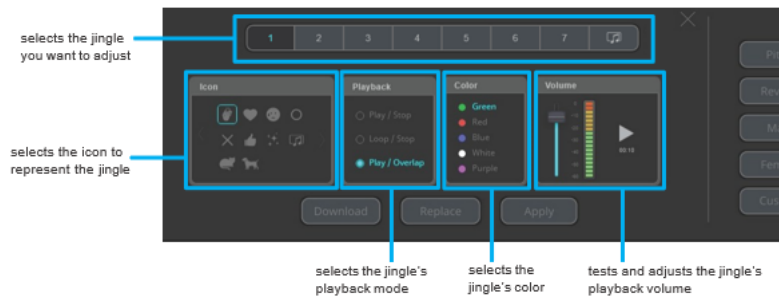 selects the jingle
you want to adjust
1 2 3 4 5 6 7
Icon
Playback
Play / Stop
Loop / Stop
Play / Overlap
Color
Green
Red
Blue
White
Purple
Volume
00:10
selects the icon to
represent the jingle
Download Replace Apply
selects the jingle's
playback mode
selects the
jingle's color
tests and adjusts the jingle's
playback volume